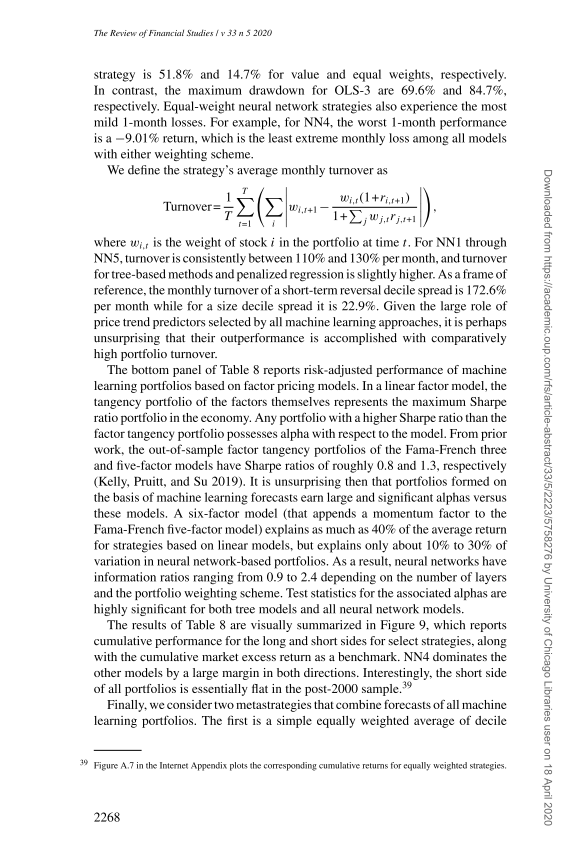 The Review of Financial Studies / v 33 n 5 2020
strategy is 51.8% and 14.7% for value and equal weights, respectively.
In contrast, the maximum drawdown for OLS-3 are 69.6% and 84.7%,
respectively. Equal-weight neural network strategies also experience the most
mild 1-month losses. For example, for NN4, the worst 1-month performance
is a −9.01% return, which is the least extreme monthly loss among all models
with either weighting scheme.
We define the strategy’s average monthly turnover as
Turnover = \frac{1}{T} \sum_{t=1}^{T} \left( \sum_{i} \left| w_{i,t+1} - \frac{w_{i,t}(1+r_{i,t+1})}{1+\sum_{j} w_{j,t} r_{j,t+1}} \right| \right),
where w_{i,t} is the weight of stock i in the portfolio at time t. For NN1 through
NN5, turnover is consistently between 110% and 130% per month, and turnover
for tree-based methods and penalized regression is slightly higher. As a frame of
reference, the monthly turnover of a short-term reversal decile spread is 172.6%
per month while for a size decile spread it is 22.9%. Given the large role of
price trend predictors selected by all machine learning approaches, it is perhaps
unsurprising that their outperformance is accomplished with comparatively
high portfolio turnover.
The bottom panel of Table 8 reports risk-adjusted performance of machine
learning portfolios based on factor pricing models. In a linear factor model, the
tangency portfolio of the factors themselves represents the maximum Sharpe
ratio portfolio in the economy. Any portfolio with a higher Sharpe ratio than the
factor tangency portfolio possesses alpha with respect to the model. From prior
work, the out-of-sample factor tangency portfolios of the Fama-French three
and five-factor models have Sharpe ratios of roughly 0.8 and 1.3, respectively
(Kelly, Pruitt, and Su 2019). It is unsurprising then that portfolios formed on
the basis of machine learning forecasts earn large and significant alphas versus
these models. A six-factor model (that appends a momentum factor to the
Fama-French five-factor model) explains as much as 40% of the average return
for strategies based on linear models, but explains only about 10% to 30% of
variation in neural network-based portfolios. As a result, neural networks have
information ratios ranging from 0.9 to 2.4 depending on the number of layers
and the portfolio weighting scheme. Test statistics for the associated alphas are
highly significant for both tree models and all neural network models.
The results of Table 8 are visually summarized in Figure 9, which reports
cumulative performance for the long and short sides for select strategies, along
with the cumulative market excess return as a benchmark. NN4 dominates the
other models by a large margin in both directions. Interestingly, the short side
of all portfolios is essentially flat in the post-2000 sample.39
Finally, we consider two metastrategies that combine forecasts of all machine
learning portfolios. The first is a simple equally weighted average of decile
39 Figure A.7 in the Internet Appendix plots the corresponding cumulative returns for equally weighted strategies.
2268
Downloaded from https://academic.oup.com/rfs/article-abstract/33/5/2223/5758276 by University of Chicago Libraries user on 18 April 2020